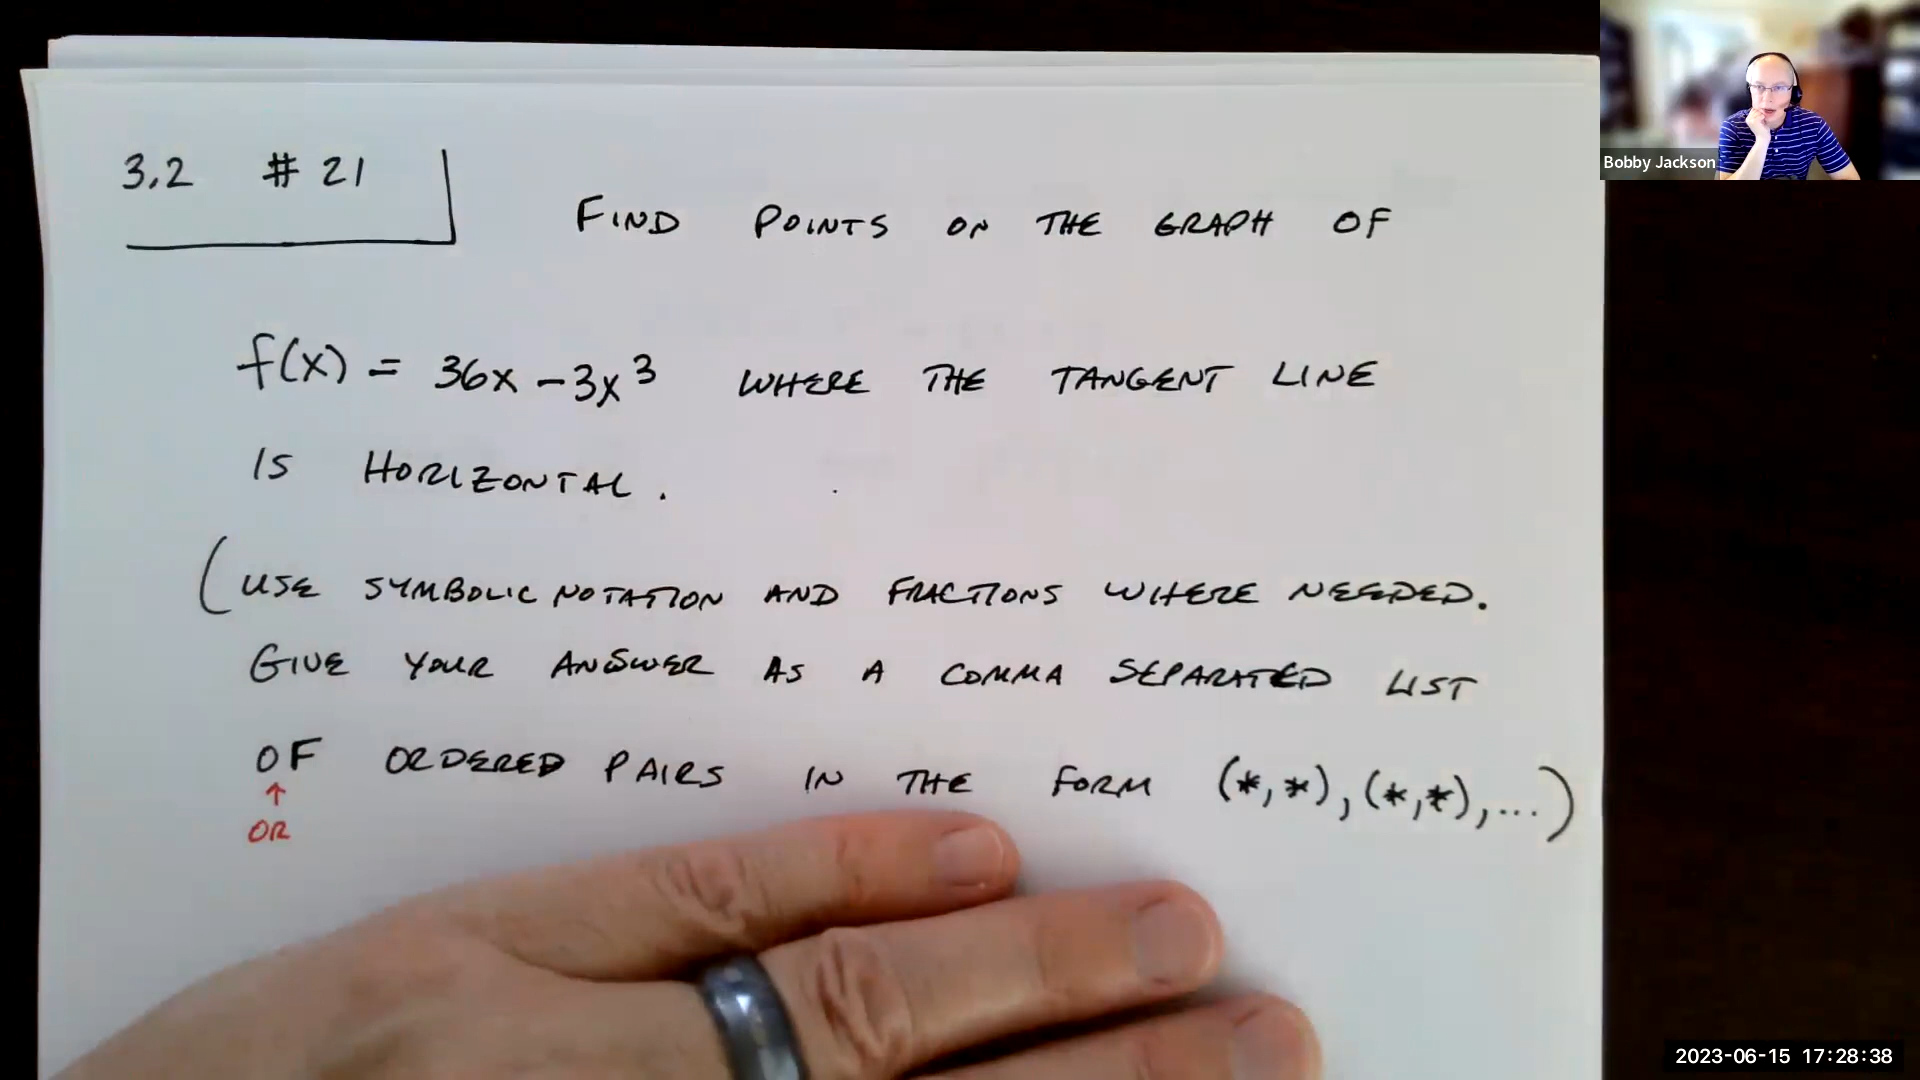 Bobby Jackson
3.2 # 21
FIND POINTS ON THE GRAPH OF
f(x) = 36x - 3x³ WHERE THE TANGENT LINE
IS HORIZONTAL.
(USE SYMBOLIC NOTATION AND FRACTIONS WHERE NEEDED.
GIVE YOUR ANSWER AS A COMMA SEPARATED LIST
OF ORDERED PAIRS IN THE FORM (*,*), (*,*), ...)
↑
OR
2023-06-15 17:28:38